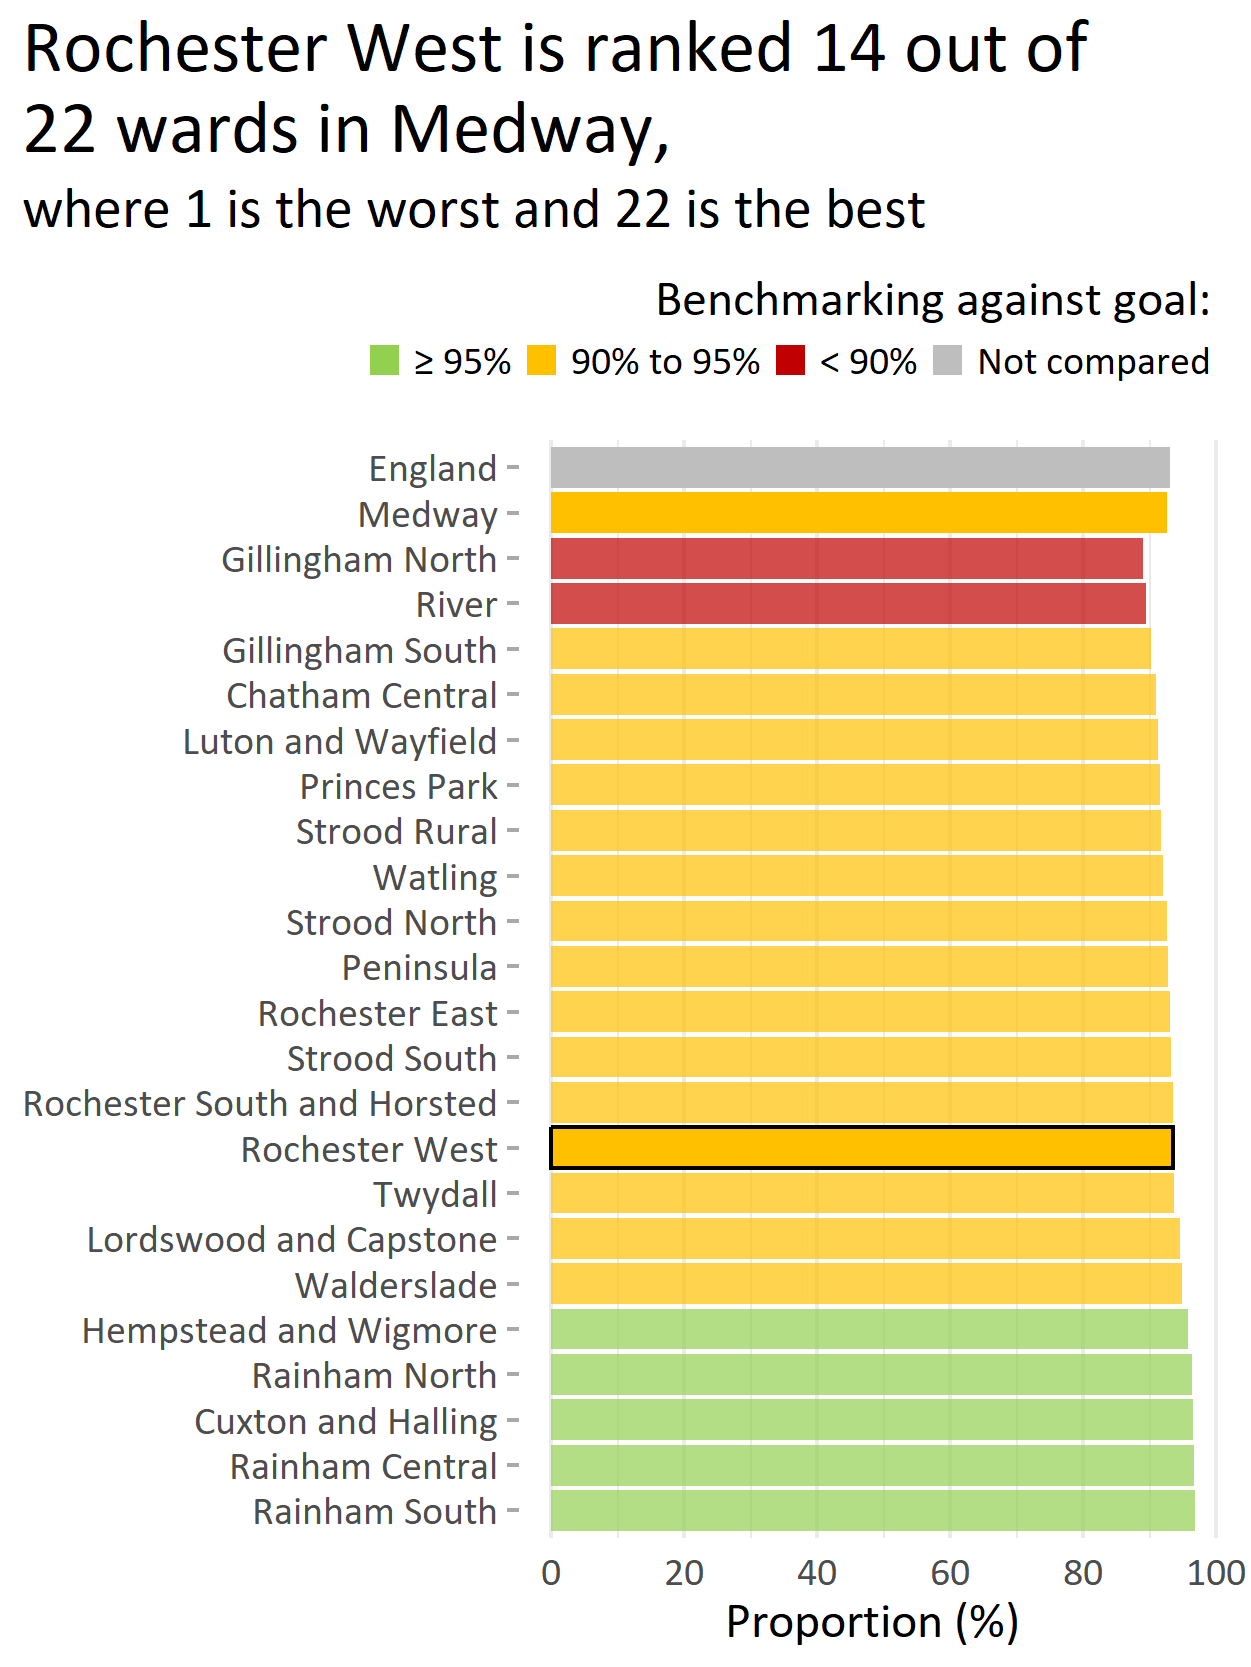 Rochester West is ranked 14 out of
22 wards in Medway,
where 1 is the worst and 22 is the best
Benchmarking against goal:
≥ 95% 90% to 95% < 90% Not compared
England
Medway
Gillingham North
River
Gillingham South
Chatham Central
Luton and Wayfield
Princes Park
Strood Rural
Watling
Strood North
Peninsula
Rochester East
Strood South
Rochester South and Horsted
Rochester West
Twydall
Lordswood and Capstone
Walderslade
Hempstead and Wigmore
Rainham North
Cuxton and Halling
Rainham Central
Rainham South
0 20 40 60 80 100
Proportion (%)